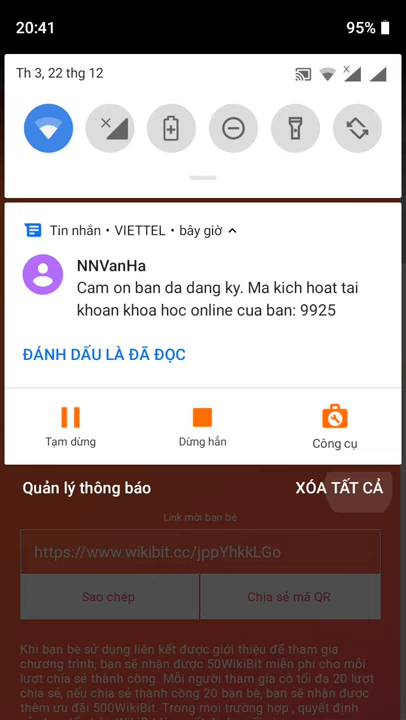 20:41
95%
Th 3, 22 thg 12
Tin nhắn • VIETTEL • bây giờ
NNVanHa
Cam on ban da dang ky. Ma kich hoat tai
khoan khoa hoc online cua ban: 9925
ĐÁNH DẤU LÀ ĐÃ ĐỌC
Tạm dừng
Dừng hẳn
Công cụ
Quản lý thông báo
XÓA TẤT CẢ
Link mời bạn bè
https://www.wikibit.cc/jppYhkkLGo
Sao chép
Chia sẻ mã QR
Khi bạn bè sử dụng liên kết được giới thiệu để tham gia
chương trình, bạn sẽ nhận được 50WikiBit miễn phí cho mỗi
lượt chia sẻ thành công. Mỗi người tham gia có tối đa 20 lượt
chia sẻ, nếu chia sẻ thành công 20 bạn bè, bạn sẽ nhận được
thêm ưu đãi 500WikiBit. Trong mọi trường hợp , quyết định